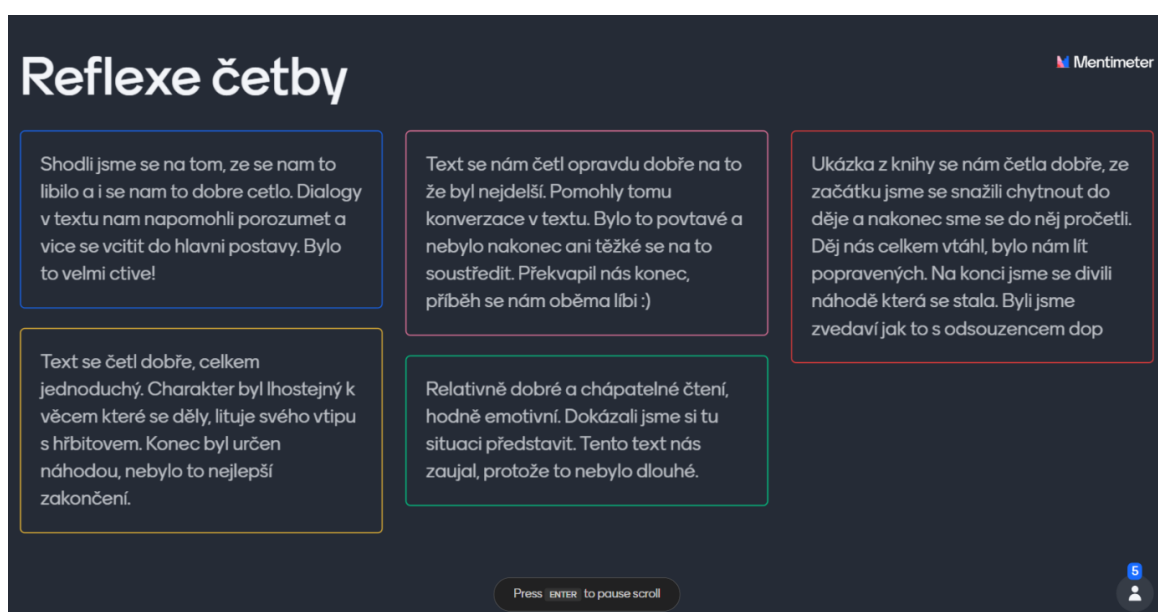 Reflexe četby
Mentimeter
Shodli jsme se na tom, ze se nam to
libilo a i se nam to dobre cetlo. Dialogy
v textu nam napomohli porozumet a
vice se vcitit do hlavni postavy. Bylo
to velmi ctive!
Text se četl dobře, celkem
jednoduchý. Charakter byl lhostejný k
věcem které se děly, lituje svého vtipu
s hřbitovem. Konec byl určen
náhodou, nebylo to nejlepší
zakončení.
Text se nám četl opravdu dobře na to
že byl nejdelší. Pomohly tomu
konverzace v textu. Bylo to povtavé a
nebylo nakonec ani těžké se na to
soustředit. Překvapil nás konec,
příběh se nám oběma líbi :)
Relativně dobré a chápatelné čtení,
hodně emotivní. Dokázali jsme si tu
situaci představit. Tento text nás
zaujal, protože to nebylo dlouhé.
Ukázka z knihy se nám četla dobře, ze
začátku jsme se snažili chytnout do
děje a nakonec sme se do něj pročetli.
Děj nás celkem vtáhl, bylo nám lít
popravených. Na konci jsme se divili
náhodě která se stala. Byli jsme
zvedaví jak to s odsouzencem dop
Press ENTER to pause scroll
5